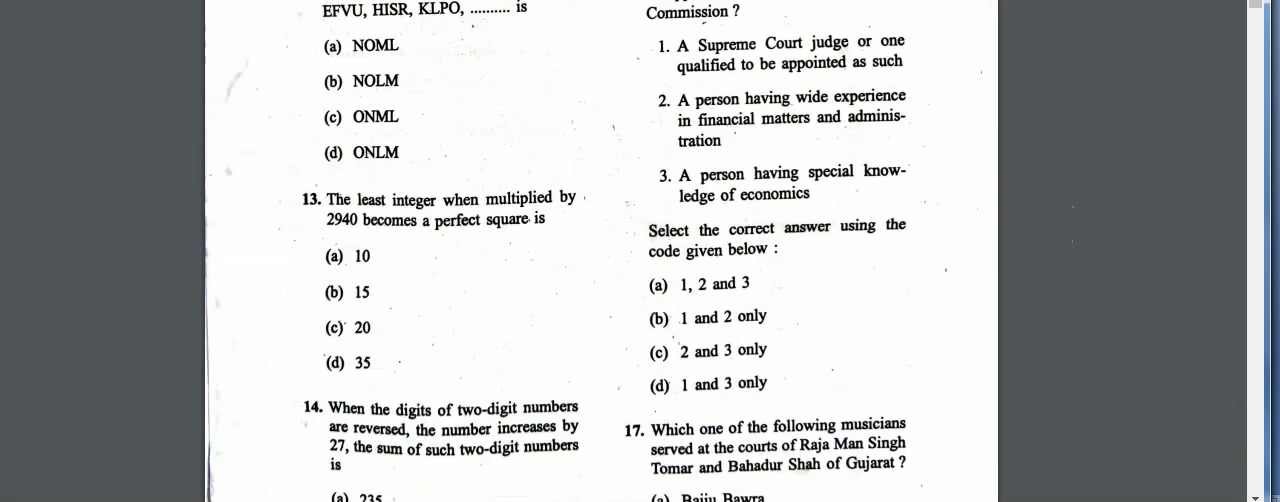 EFVU, HISR, KLPO, .......... is
(a) NOML
(b) NOLM
(c) ONML
(d) ONLM
13. The least integer when multiplied by
2940 becomes a perfect square is
(a) 10
(b) 15
(c) 20
(d) 35
14. When the digits of two-digit numbers
are reversed, the number increases by
27, the sum of such two-digit numbers
is
(a) 235
Commission ?
1. A Supreme Court judge or one
qualified to be appointed as such
2. A person having wide experience
in financial matters and adminis-
tration
3. A person having special know-
ledge of economics
Select the correct answer using the
code given below :
(a) 1, 2 and 3
(b) 1 and 2 only
(c) 2 and 3 only
(d) 1 and 3 only
17. Which one of the following musicians
served at the courts of Raja Man Singh
Tomar and Bahadur Shah of Gujarat ?
(a) Baiju Bawra